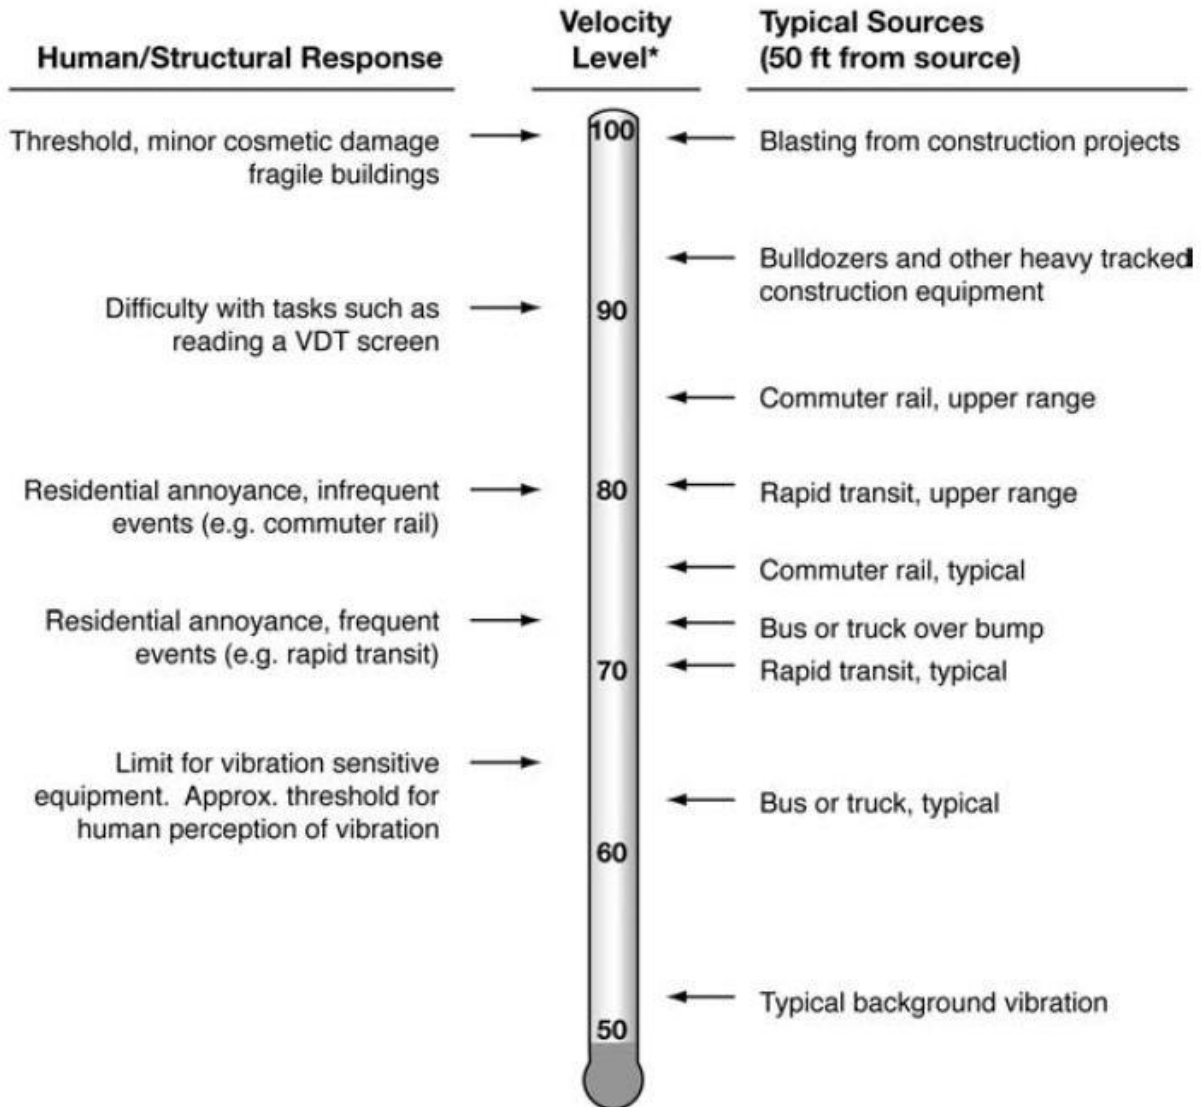 Human/Structural Response
Velocity
Level*
Typical Sources
(50 ft from source)
Threshold, minor cosmetic damage
fragile buildings
100
Blasting from construction projects
Bulldozers and other heavy tracked
construction equipment
Difficulty with tasks such as
reading a VDT screen
90
Commuter rail, upper range
Residential annoyance, infrequent
events (e.g. commuter rail)
80
Rapid transit, upper range
Commuter rail, typical
Residential annoyance, frequent
events (e.g. rapid transit)
Bus or truck over bump
70
Rapid transit, typical
Limit for vibration sensitive
equipment. Approx. threshold for
human perception of vibration
Bus or truck, typical
60
Typical background vibration
50